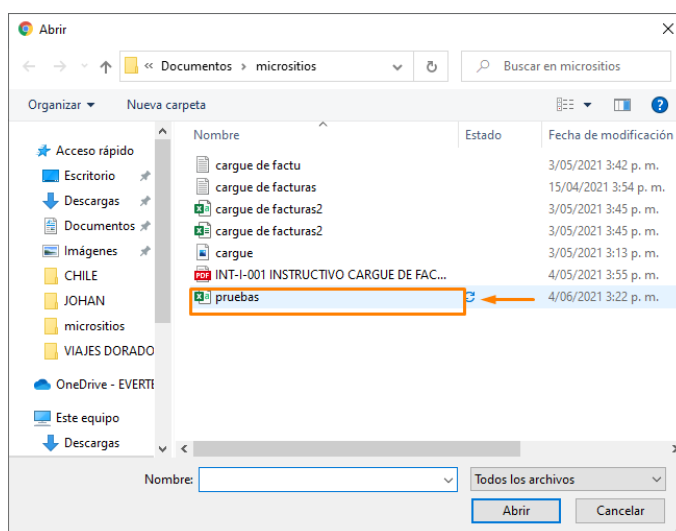 Abrir
« Documentos › micrositios
Buscar en micrositios
Organizar Nueva carpeta
Nombre Estado Fecha de modificación
Acceso rápido
Escritorio
Descargas
Documentos
Imágenes
CHILE
JOHAN
micrositios
VIAJES DORADO
OneDrive - EVERTE
Este equipo
Descargas
cargue de factu 3/05/2021 3:42 p. m.
cargue de facturas 15/04/2021 3:54 p. m.
cargue de facturas2 3/05/2021 3:45 p. m.
cargue de facturas2 3/05/2021 3:45 p. m.
cargue 3/05/2021 3:13 p. m.
PDF INT-I-001 INSTRUCTIVO CARGUE DE FAC... 4/05/2021 3:55 p. m.
pruebas 4/06/2021 3:22 p. m.
Nombre: Todos los archivos
Abrir Cancelar